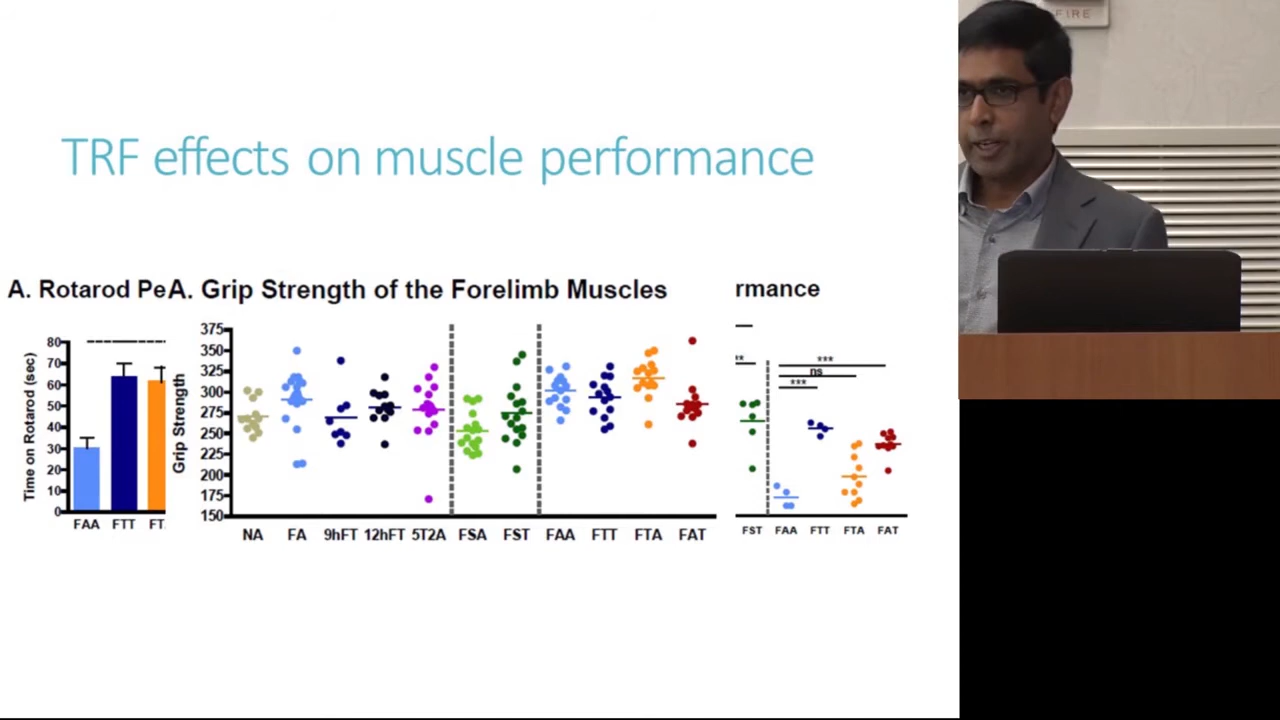 FIRE
TRF effects on muscle performance
A. Rotarod Pe
A. Grip Strength of the Forelimb Muscles
rmance
Time on Rotarod (sec)
80
70
60
50
40
30
20
10
0
FAA FTT FT
Grip Strength
375
350
325
300
275
250
225
200
175
150
NA FA 9hFT 12hFT 5T2A FSA FST FAA FTT FTA FAT
**
***
ns
***
FST FAA FTT FTA FAT